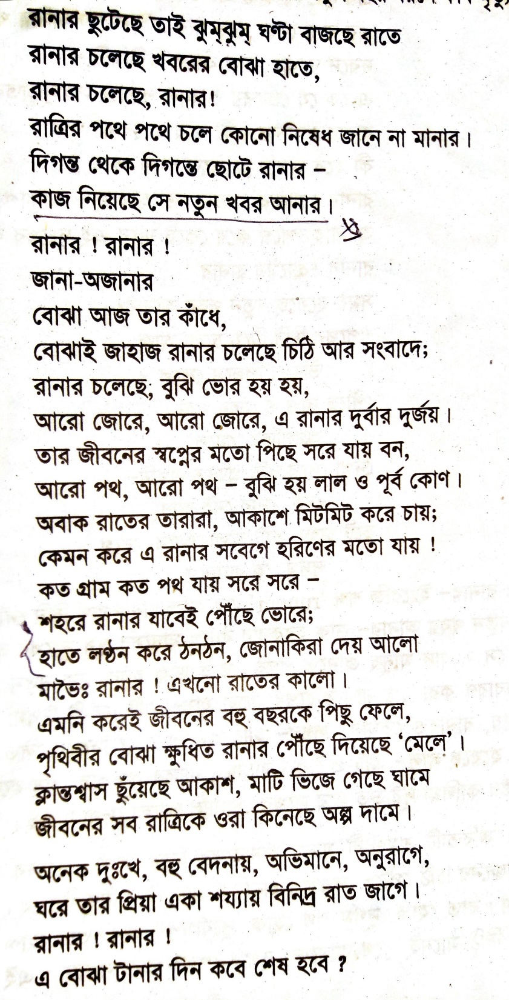 রানার ছুটেছে তাই ঝুম্‌ঝুম্ ঘণ্টা বাজছে রাতে
রানার চলেছে খবরের বোঝা হাতে,
রানার চলেছে, রানার!
রাত্রির পথে পথে চলে কোনো নিষেধ জানে না মানার।
দিগন্ত থেকে দিগন্তে ছোটে রানার –
কাজ নিয়েছে সে নতুন খবর আনার।
রানার ! রানার !
জানা-অজানার
বোঝা আজ তার কাঁধে,
বোঝাই জাহাজ রানার চলেছে চিঠি আর সংবাদে;
রানার চলেছে; বুঝি ভোর হয় হয়,
আরো জোরে, আরো জোরে, এ রানার দুর্বার দুর্জয়।
তার জীবনের স্বপ্নের মতো পিছে সরে যায় বন,
আরো পথ, আরো পথ – বুঝি হয় লাল ও পূর্ব কোণ।
অবাক রাতের তারারা, আকাশে মিটমিট করে চায়;
কেমন করে এ রানার সবেগে হরিণের মতো যায় !
কত গ্রাম কত পথ যায় সরে সরে –
শহরে রানার যাবেই পৌঁছে ভোরে;
হাতে লণ্ঠন করে ঠনঠন, জোনাকিরা দেয় আলো
মাভৈঃ রানার ! এখনো রাতের কালো।
এমনি করেই জীবনের বহু বছরকে পিছু ফেলে,
পৃথিবীর বোঝা ক্ষুধিত রানার পৌঁছে দিয়েছে ‘মেলে’।
ক্লান্তশ্বাস ছুঁয়েছে আকাশ, মাটি ভিজে গেছে ঘামে
জীবনের সব রাত্রিকে ওরা কিনেছে অল্প দামে।
অনেক দুঃখে, বহু বেদনায়, অভিমানে, অনুরাগে,
ঘরে তার প্রিয়া একা শয্যায় বিনিদ্র রাত জাগে।
রানার ! রানার !
এ বোঝা টানার দিন কবে শেষ হবে ?